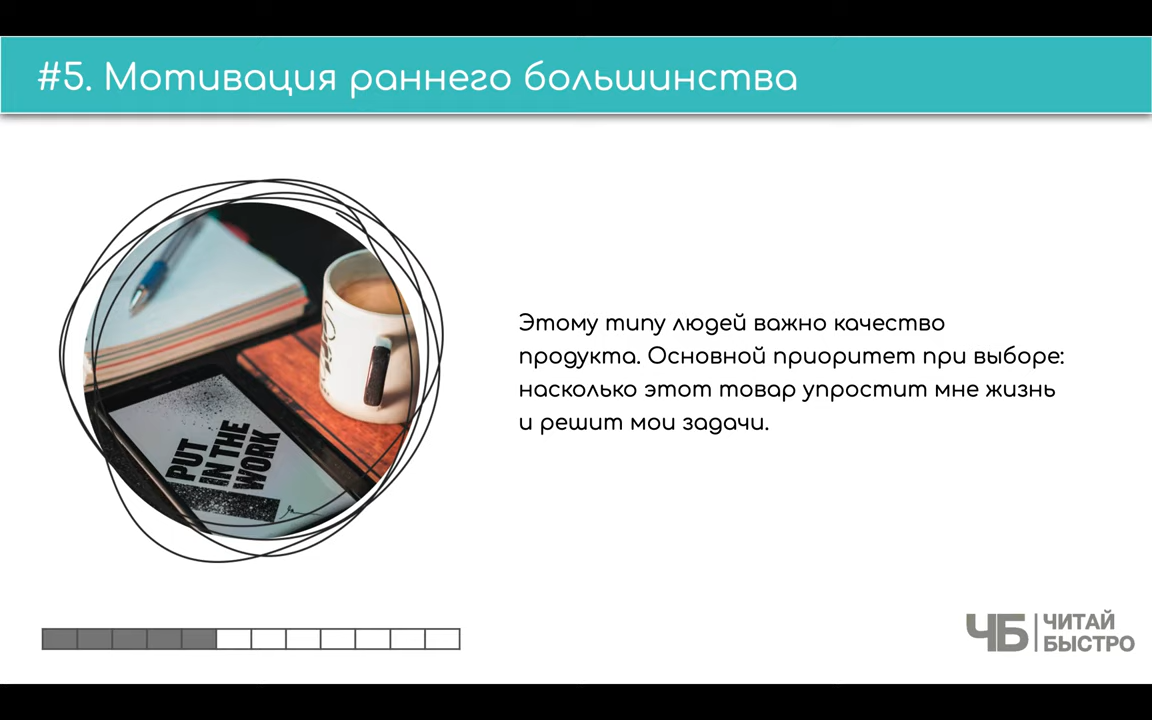 #5. Мотивация раннего большинства
Этому типу людей важно качество
продукта. Основной приоритет при выборе:
насколько этот товар упростит мне жизнь
и решит мои задачи.
PUT
IN THE
WORK
ЧБ ЧИТАЙ
БЫСТРО